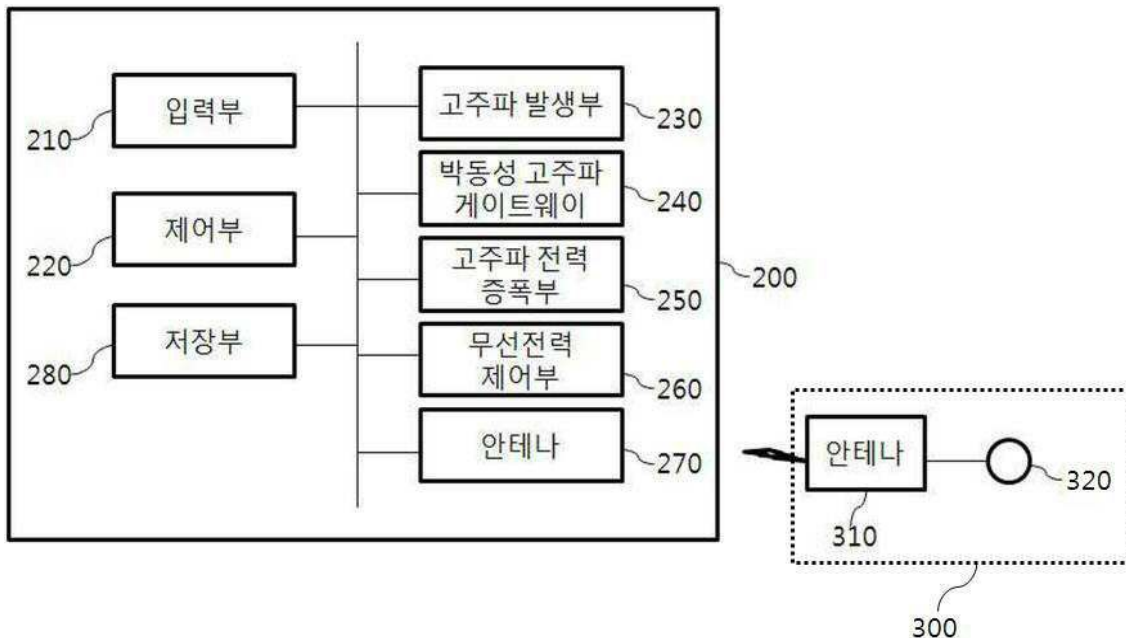 입력부
210
제어부
220
저장부
280
고주파 발생부
230
박동성 고주파
게이트웨이
240
고주파 전력
증폭부
250
무선전력
제어부
260
안테나
270
200
안테나
310
320
300